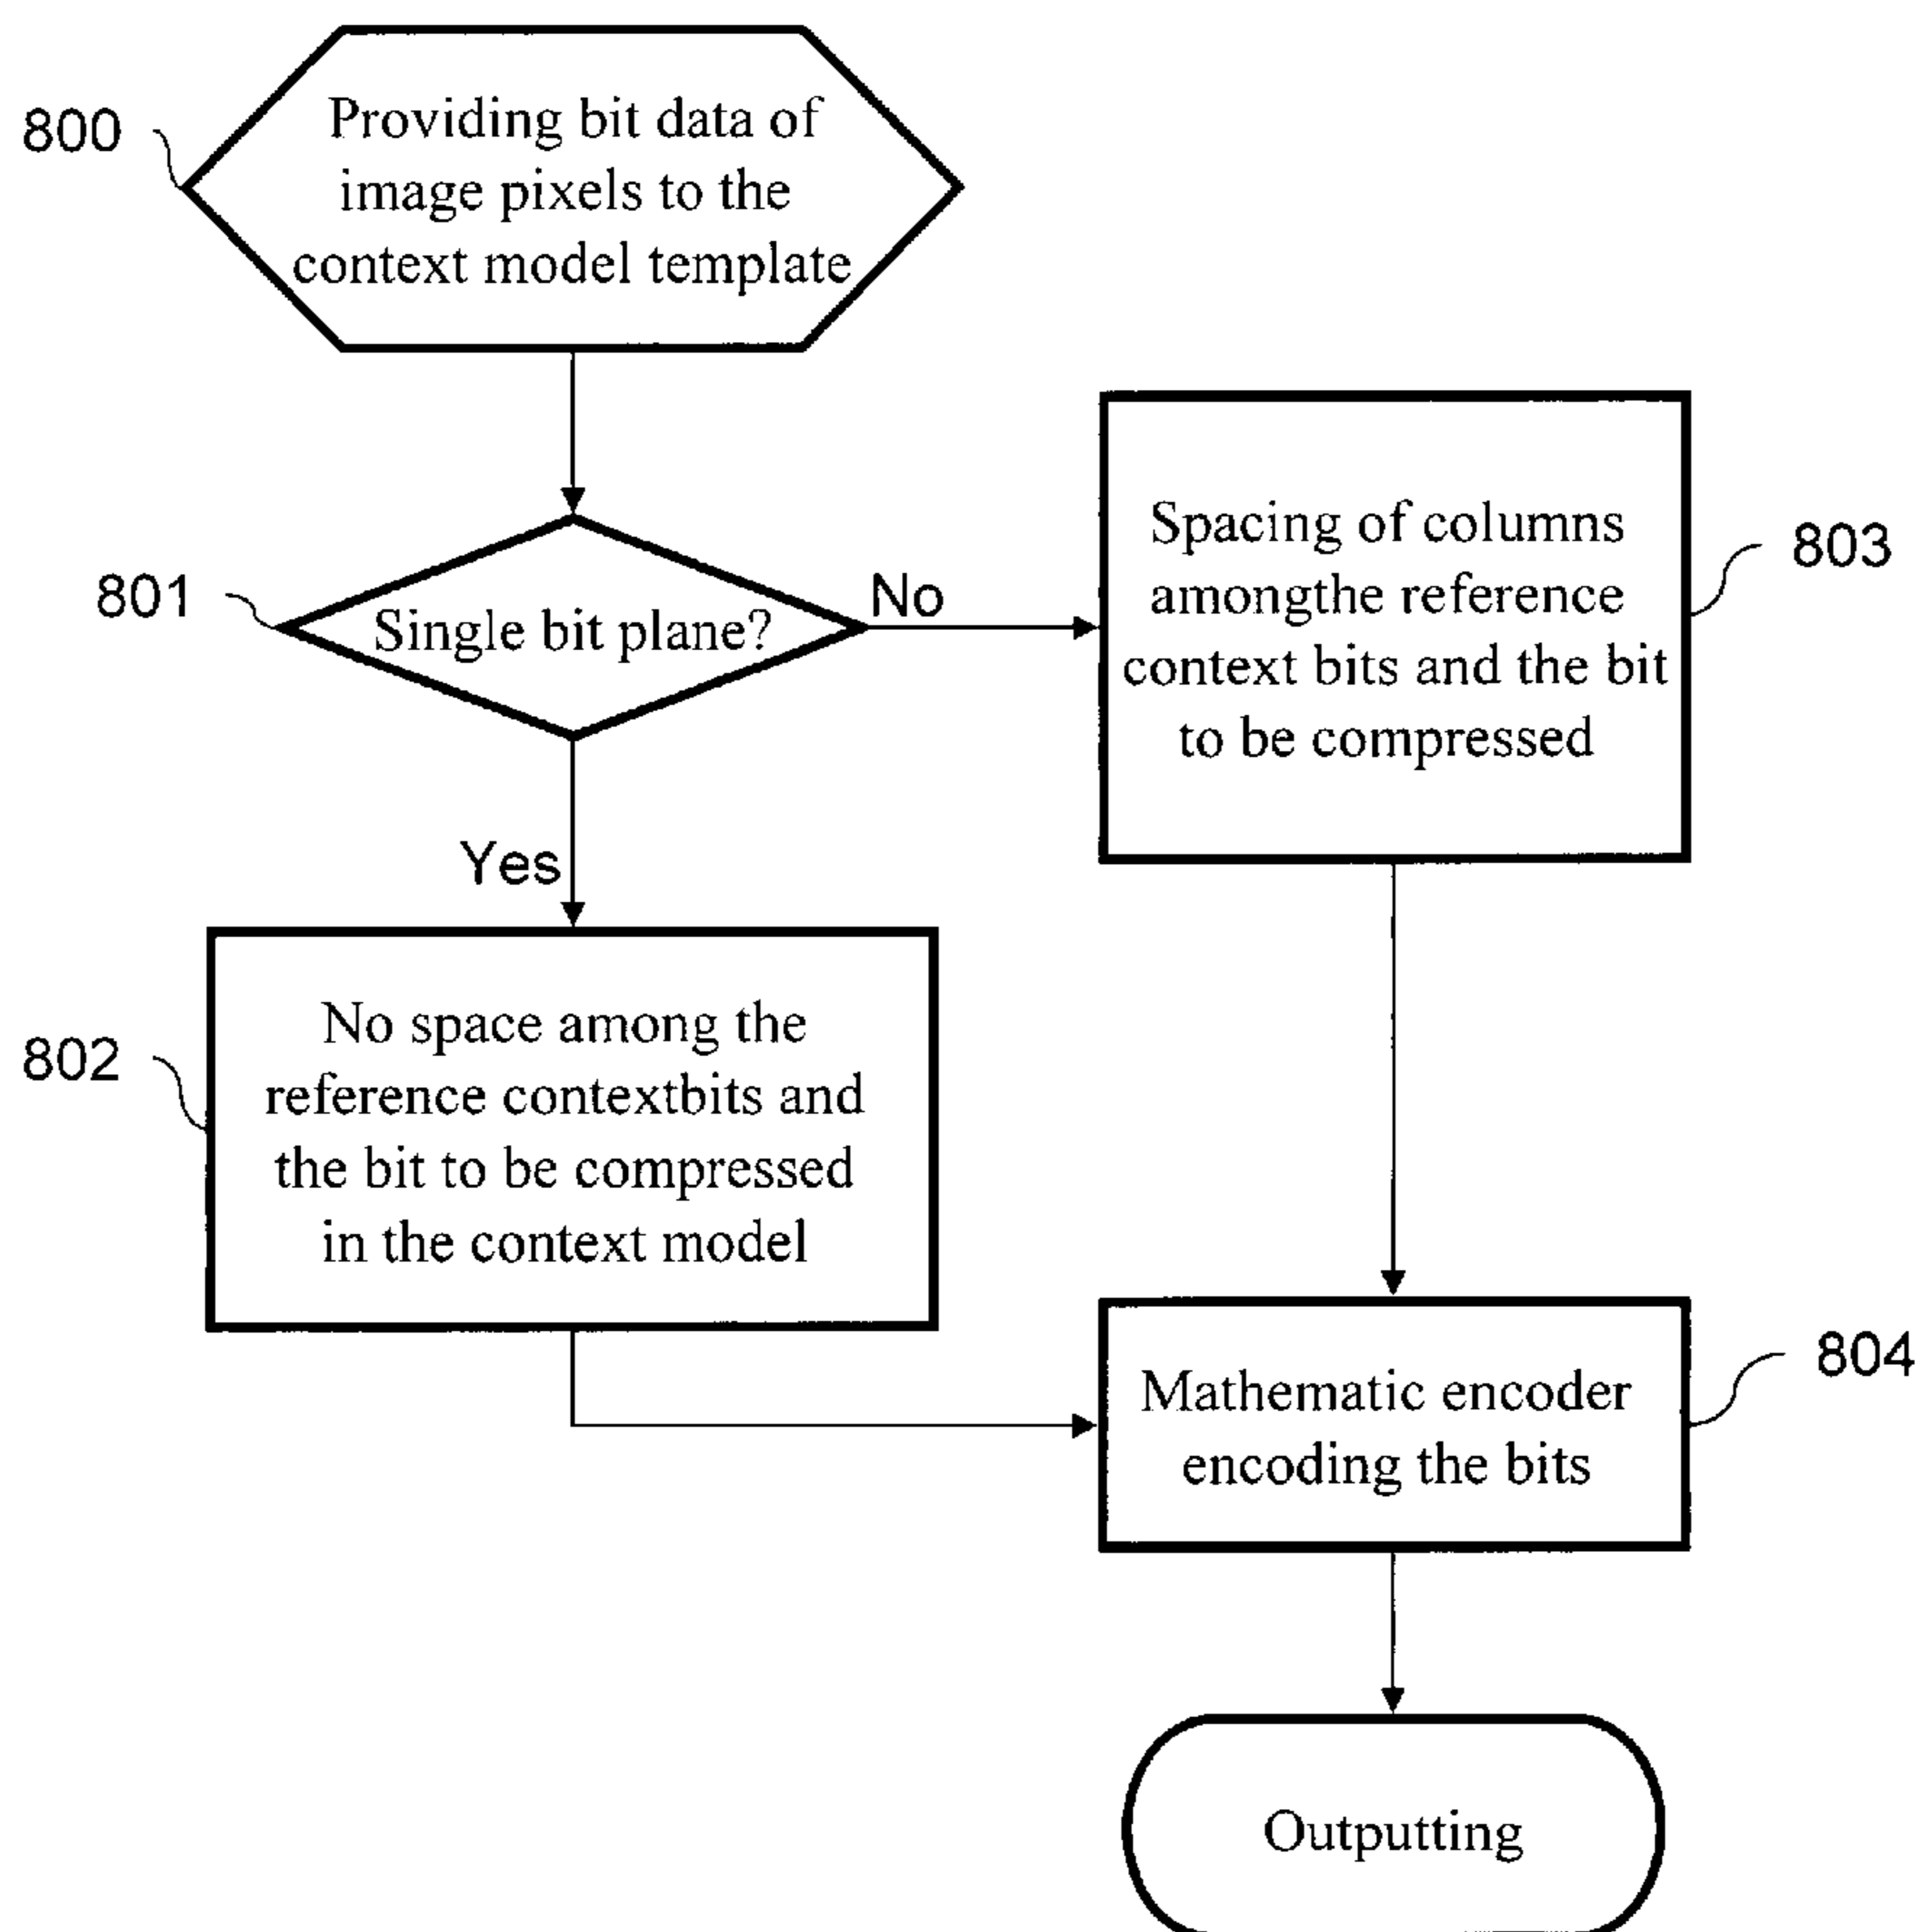 800
Providing bit data of
image pixels to the
context model template
801
Single bit plane?
No
Yes
803
Spacing of columns
amongthe reference
context bits and the bit
to be compressed
802
No space among the
reference contextbits and
the bit to be compressed
in the context model
804
Mathematic encoder
encoding the bits
Outputting